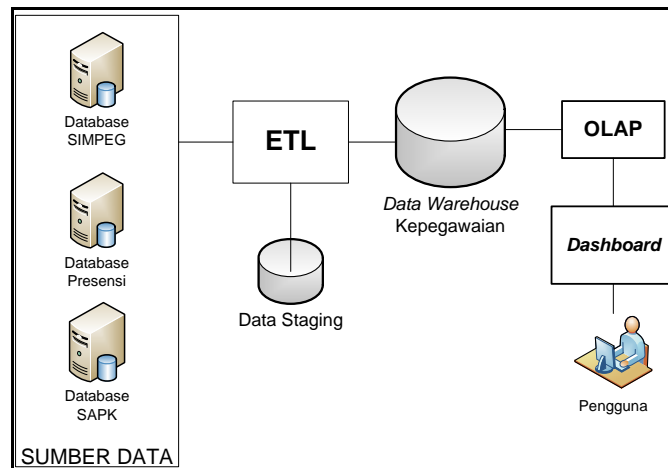 Database
SIMPEG
Database
Presensi
Database
SAPK
SUMBER DATA
ETL
Data Staging
Data Warehouse
Kepegawaian
OLAP
Dashboard
Pengguna